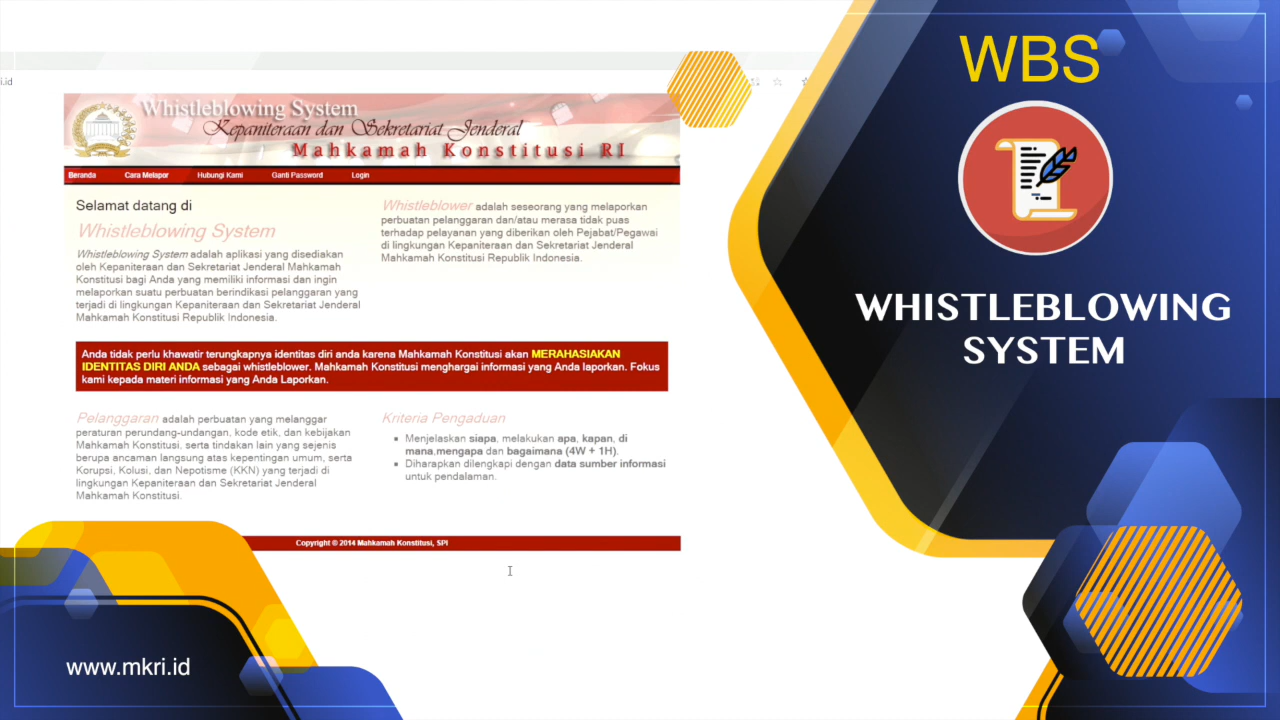 i.id
Whistleblowing System
Kepaniteraan dan Sekretariat Jenderal
Mahkamah Konstitusi RI
Beranda Cara Melapor Hubungi Kami Ganti Password Login
Selamat datang di
Whistleblowing System
Whistleblowing System adalah aplikasi yang disediakan
oleh Kepaniteraan dan Sekretariat Jenderal Mahkamah
Konstitusi bagi Anda yang memiliki informasi dan ingin
melaporkan suatu perbuatan berindikasi pelanggaran yang
terjadi di lingkungan Kepaniteraan dan Sekretariat Jenderal
Mahkamah Konstitusi Republik Indonesia.
Whistleblower adalah seseorang yang melaporkan
perbuatan pelanggaran dan/atau merasa tidak puas
terhadap pelayanan yang diberikan oleh Pejabat/Pegawai
di lingkungan Kepaniteraan dan Sekretariat Jenderal
Mahkamah Konstitusi Republik Indonesia.
Anda tidak perlu khawatir terungkapnya identitas diri anda karena Mahkamah Konstitusi akan MERAHASIAKAN
IDENTITAS DIRI ANDA sebagai whistleblower. Mahkamah Konstitusi menghargai informasi yang Anda laporkan. Fokus
kami kepada materi informasi yang Anda Laporkan.
Pelanggaran adalah perbuatan yang melanggar
peraturan perundang-undangan, kode etik, dan kebijakan
Mahkamah Konstitusi, serta tindakan lain yang sejenis
berupa ancaman langsung atas kepentingan umum, serta
Korupsi, Kolusi, dan Nepotisme (KKN) yang terjadi di
lingkungan Kepaniteraan dan Sekretariat Jenderal
Mahkamah Konstitusi.
Kriteria Pengaduan
Menjelaskan siapa, melakukan apa, kapan, di
mana,mengapa dan bagaimana (4W + 1H).
Diharapkan dilengkapi dengan data sumber informasi
untuk pendalaman.
Copyright © 2014 Mahkamah Konstitusi, SPI
www.mkri.id
WBS
WHISTLEBLOWING
SYSTEM